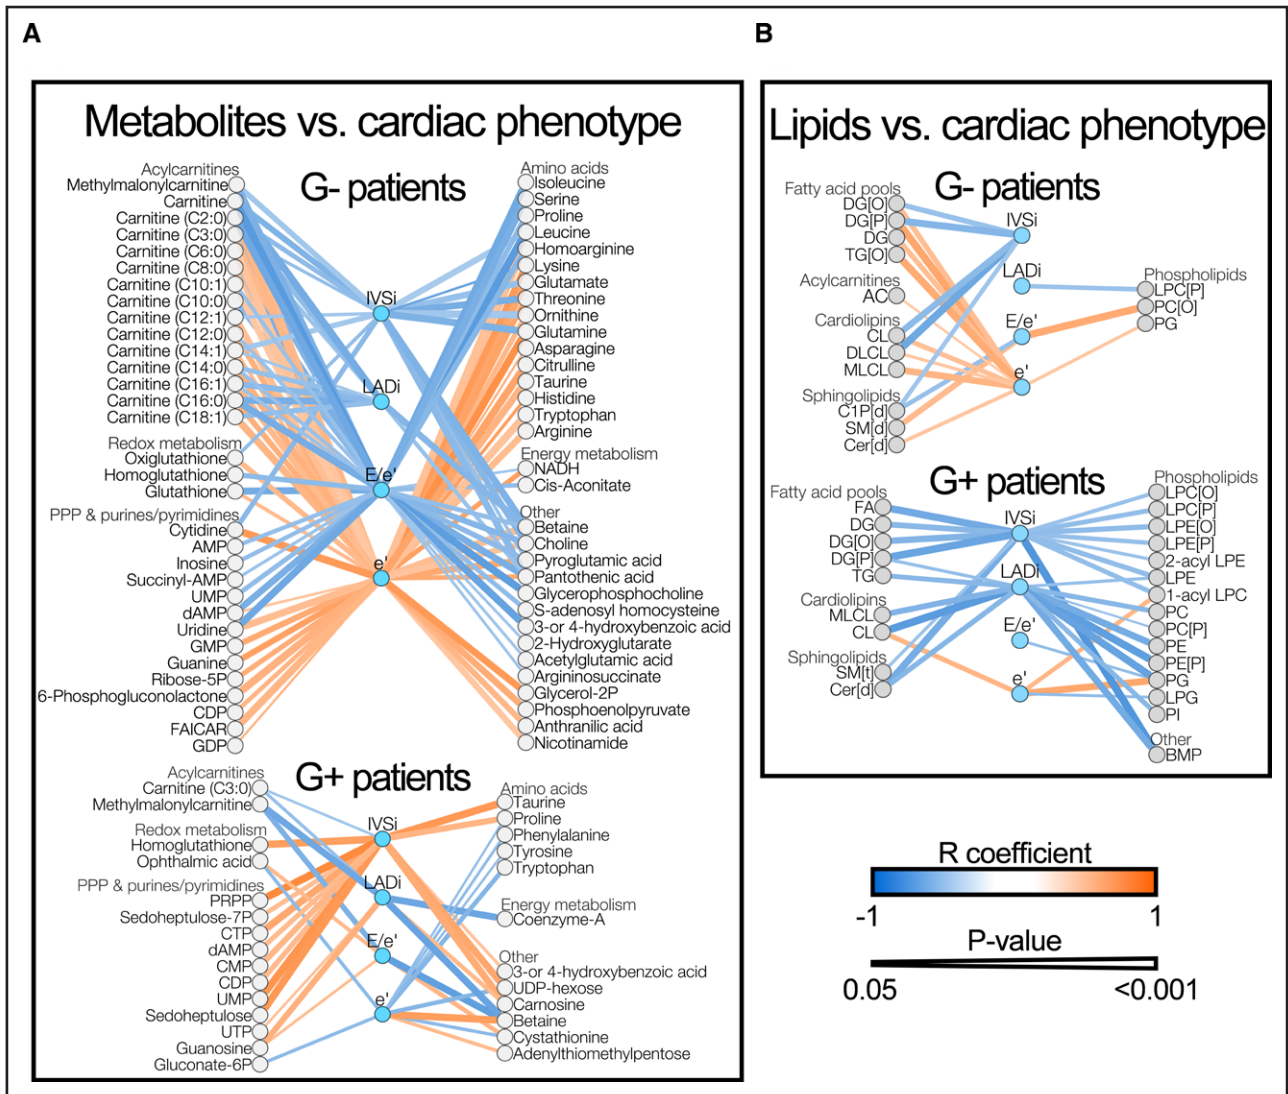 A
Metabolites vs. cardiac phenotype
G- patients
Acylcarnitines
Methylmalonylcarnitine
Carnitine
Carnitine (C2:0)
Carnitine (C3:0)
Carnitine (C6:0)
Carnitine (C8:0)
Carnitine (C10:1)
Carnitine (C10:0)
Carnitine (C12:1)
Carnitine (C12:0)
Carnitine (C14:1)
Carnitine (C14:0)
Carnitine (C16:1)
Carnitine (C16:0)
Carnitine (C18:1)
Redox metabolism
Oxiglutathione
Homoglutathione
Glutathione
PPP & purines/pyrimidines
Cytidine
AMP
Inosine
Succinyl-AMP
UMP
dAMP
Uridine
GMP
Guanine
Ribose-5P
6-Phosphogluconolactone
CDP
FAICAR
GDP
IVSi
LADi
E/e'
e'
Amino acids
Isoleucine
Serine
Proline
Leucine
Homoarginine
Lysine
Glutamate
Threonine
Ornithine
Glutamine
Asparagine
Citrulline
Taurine
Histidine
Tryptophan
Arginine
Energy metabolism
NADH
Cis-Aconitate
Other
Betaine
Choline
Pyroglutamic acid
Pantothenic acid
Glycerophosphocholine
S-adenosyl homocysteine
3-or 4-hydroxybenzoic acid
2-Hydroxyglutarate
Acetylglutamic acid
Argininosuccinate
Glycerol-2P
Phosphoenolpyruvate
Anthranilic acid
Nicotinamide
G+ patients
Acylcarnitines
Carnitine (C3:0)
Methylmalonylcarnitine
Redox metabolism
Homoglutathione
Ophthalmic acid
PPP & purines/pyrimidines
PRPP
Sedoheptulose-7P
CTP
dAMP
CMP
CDP
UMP
Sedoheptulose
UTP
Guanosine
Gluconate-6P
IVSi
LADi
E/e'
e'
Amino acids
Taurine
Proline
Phenylalanine
Tyrosine
Tryptophan
Energy metabolism
Coenzyme-A
Other
3-or 4-hydroxybenzoic acid
UDP-hexose
Carnosine
Betaine
Cystathionine
Adenylthiomethylpentose
B
Lipids vs. cardiac phenotype
G- patients
Fatty acid pools
DG[O]
DG[P]
DG
TG[O]
Acylcarnitines
AC
Cardiolipins
CL
DLCL
MLCL
Sphingolipids
C1P[d]
SM[d]
Cer[d]
IVSi
LADi
E/e'
e'
Phospholipids
LPC[P]
PC[O]
PG
G+ patients
Fatty acid pools
FA
DG
DG[O]
DG[P]
TG
Cardiolipins
MLCL
CL
Sphingolipids
SM[t]
Cer[d]
IVSi
LADi
E/e'
e'
Phospholipids
LPC[O]
LPC[P]
LPE[O]
LPE[P]
2-acyl LPE
LPE
1-acyl LPC
PC
PC[P]
PE
PE[P]
PG
LPG
PI
Other
BMP
R coefficient
-1 1
P-value
0.05 <0.001